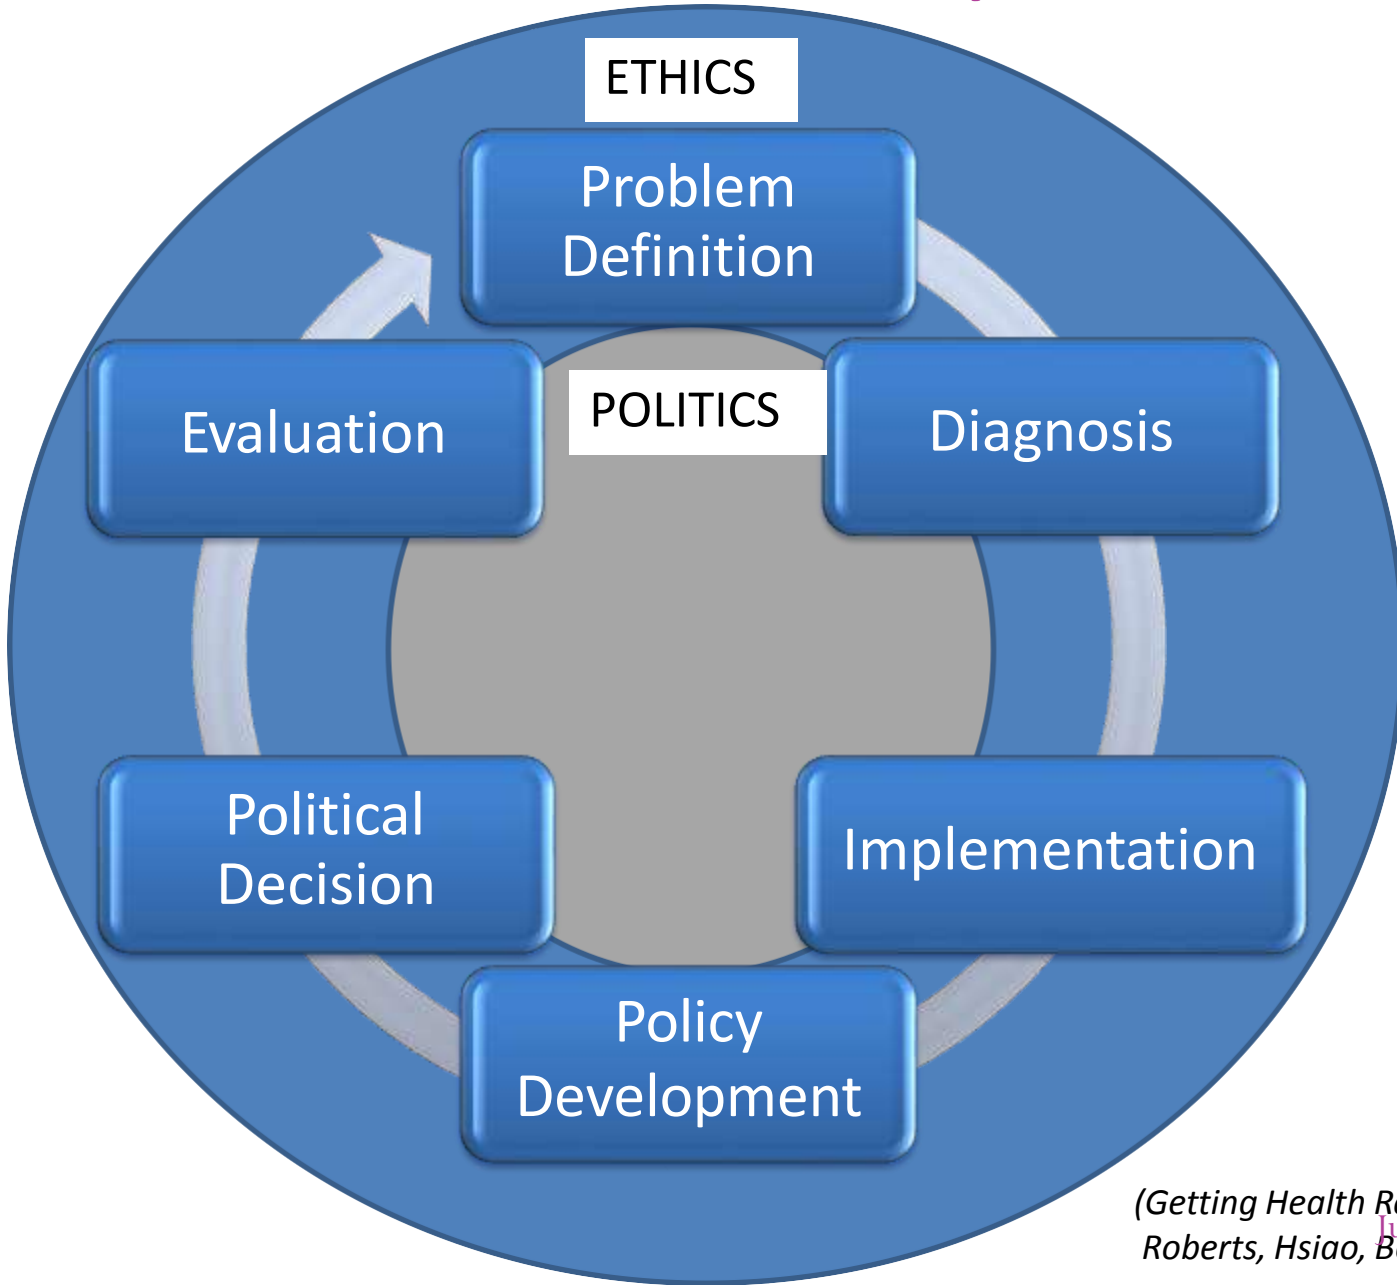 ETHICS
Problem
Definition
POLITICS
Evaluation
Diagnosis
Political
Decision
Implementation
Policy
Development
(Getting Health
Roberts, Hsiao,